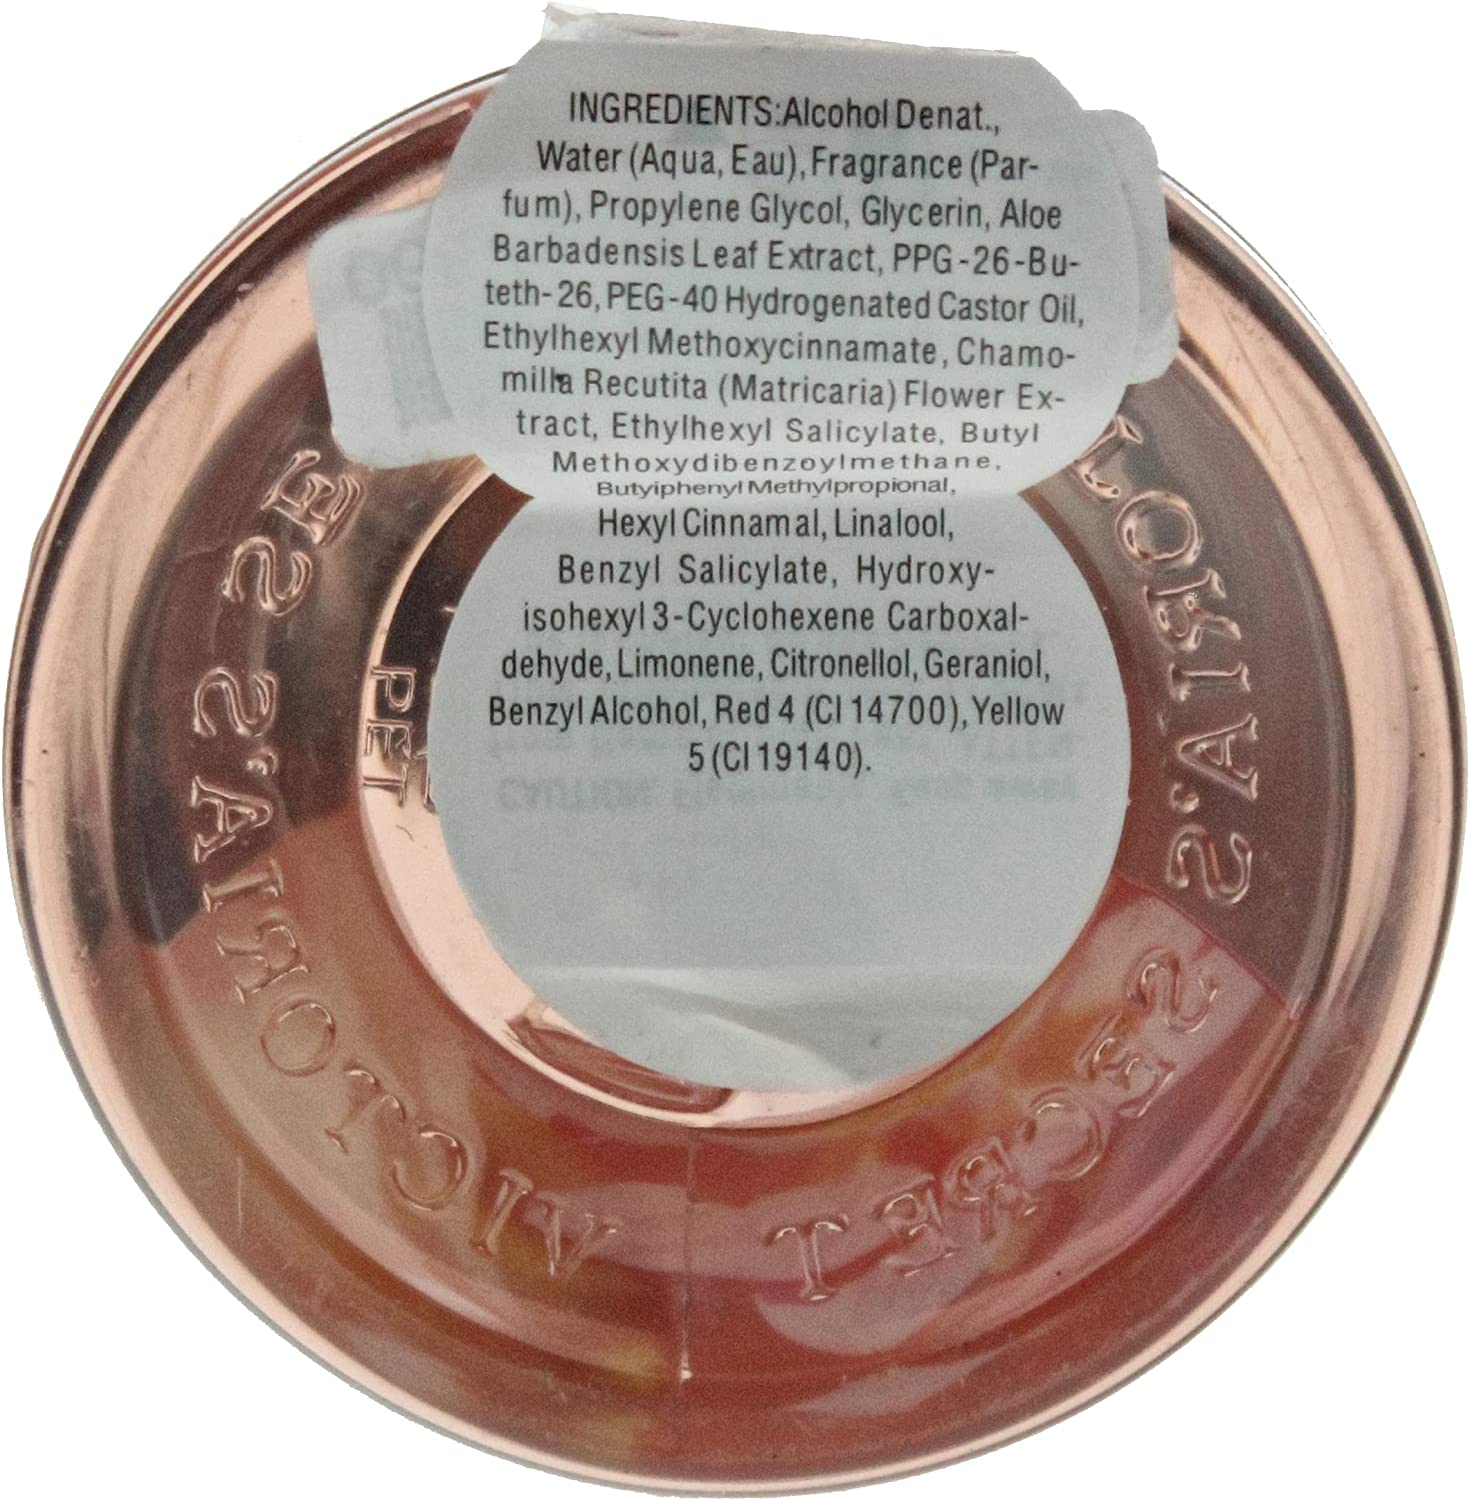 INGREDIENTS:Alcohol Denat.,
Water (Aqua, Eau), Fragrance (Par-
fum), Propylene Glycol, Glycerin, Aloe
Barbadensis Leaf Extract, PPG-26-Bu-
teth-26, PEG-40 Hydrogenated Castor Oil,
Ethylhexyl Methoxycinnamate, Chamo-
milla Recutita (Matricaria) Flower Ex-
tract, Ethylhexyl Salicylate, Butyl
Methoxydibenzoylmethane,
Butyiphenyl Methylpropional,
Hexyl Cinnamal, Linalool,
Benzyl Salicylate, Hydroxy-
isohexyl 3-Cyclohexene Carboxal-
dehyde, Limonene, Citronellol, Geraniol,
Benzyl Alcohol, Red 4 (CI 14700), Yellow
5 (CI 19140).
PET
VICTORIA'S SE
SECRET
TORIA'S